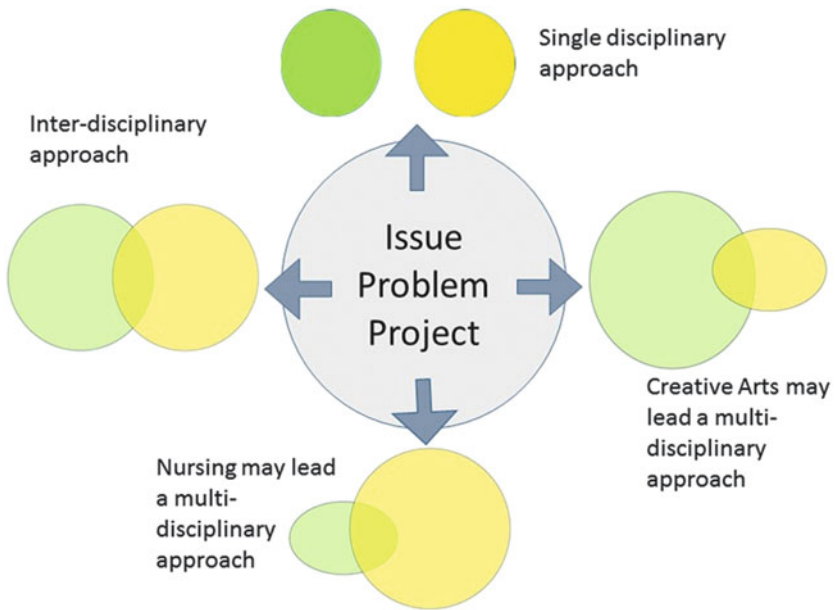 Single disciplinary
approach
Inter-disciplinary
approach
Issue
Problem
Project
Creative Arts may
lead a multi-
disciplinary
approach
Nursing may lead
a multi-
disciplinary
approach